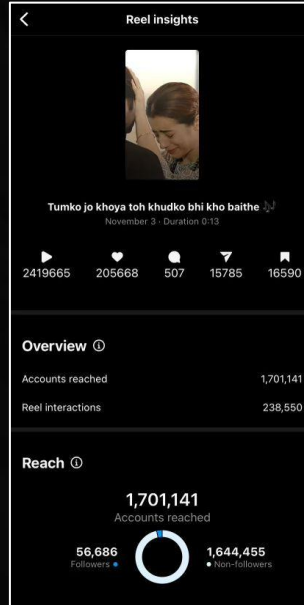 Reel insights
Tumko jo khoya toh khudko bhi kho baithe 🎶
November 3 · Duration 0:13
2419665 205668 507 15785 16590
Overview
Accounts reached 1,701,141
Reel interactions 238,550
Reach
1,701,141
Accounts reached
56,686 1,644,455
Followers Non-followers